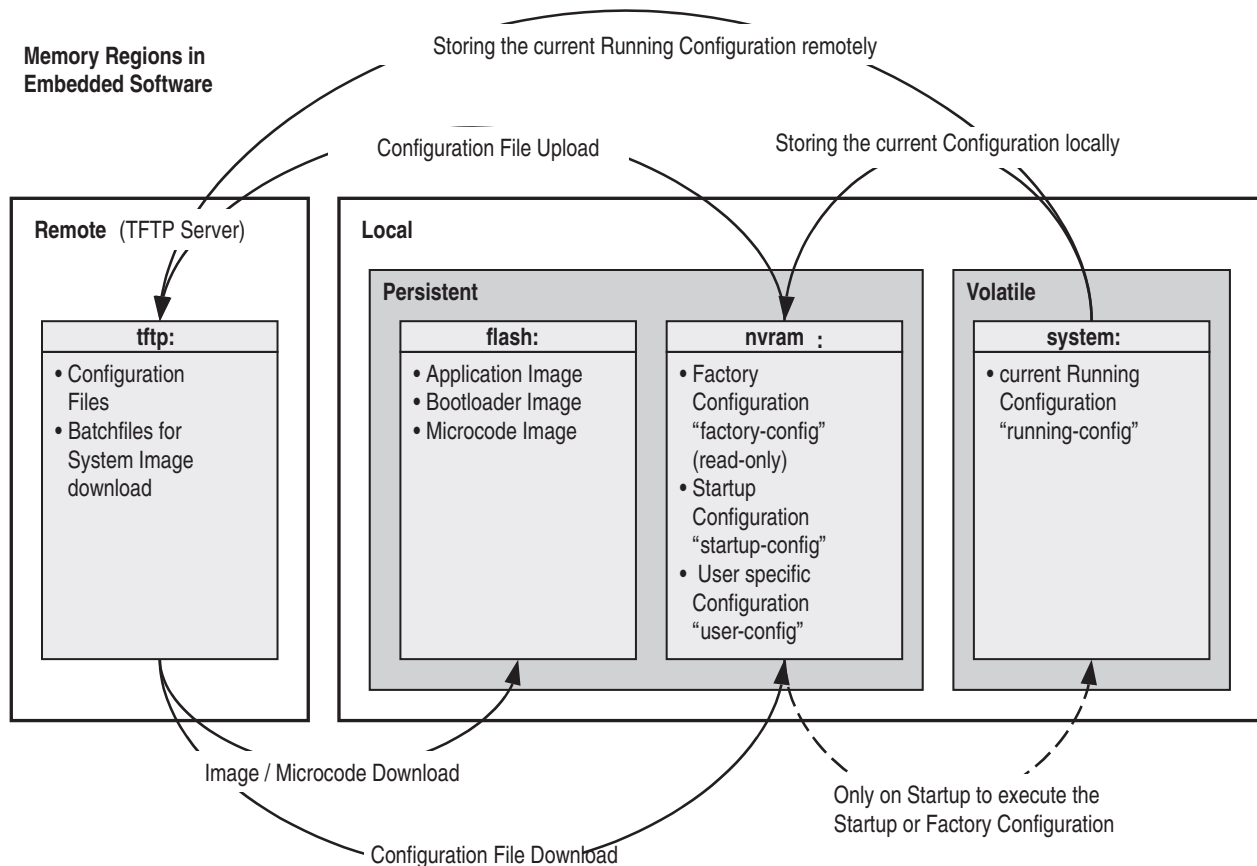 Memory Regions in
Embedded Software
Storing the current Running Configuration remotely
Configuration File Upload
Storing the current Configuration locally
Remote (TFTP Server)
Local
Persistent
Volatile
tftp:
• Configuration
Files
• Batchfiles for
System Image
download
flash:
• Application Image
• Bootloader Image
• Microcode Image
nvram :
• Factory
Configuration
“factory-config”
(read-only)
• Startup
Configuration
“startup-config”
• User specific
Configuration
“user-config”
system:
• current Running
Configuration
“running-config”
Image / Microcode Download
Only on Startup to execute the
Startup or Factory Configuration
Configuration File Download